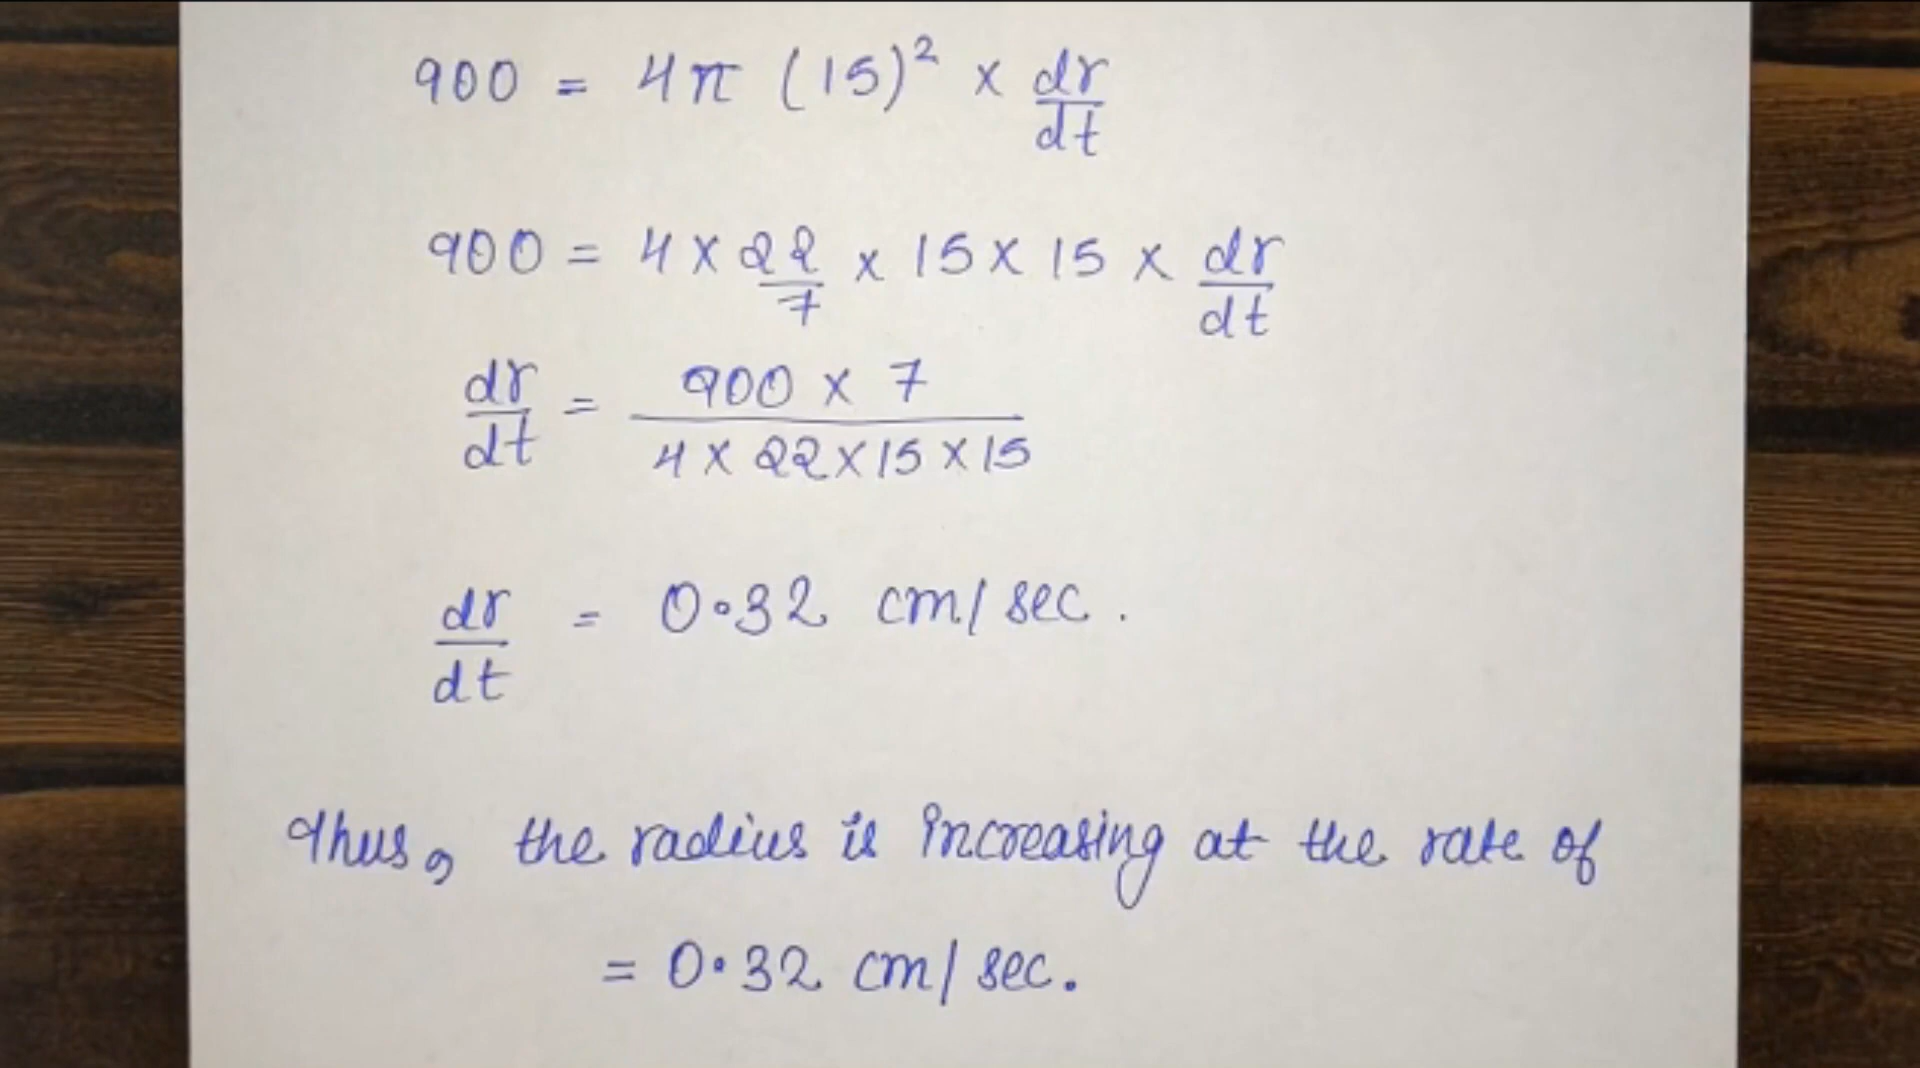 900 = 4π (15)² × dr/dt
900 = 4 × 22/7 × 15 × 15 × dr/dt
dr/dt = 900 × 7 / 4 × 22 × 15 × 15
dr/dt = 0.32 cm/sec.
Thus, the radius is increasing at the rate of
= 0.32 cm/sec.